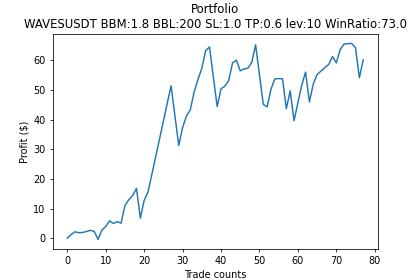 Portfolio
WAVESUSDT BBM:1.8 BBL:200 SL:1.0 TP:0.6 lev:10 WinRatio:73.0
Profit ($)
60
50
40
30
20
10
0
0 10 20 30 40 50 60 70 80
Trade counts